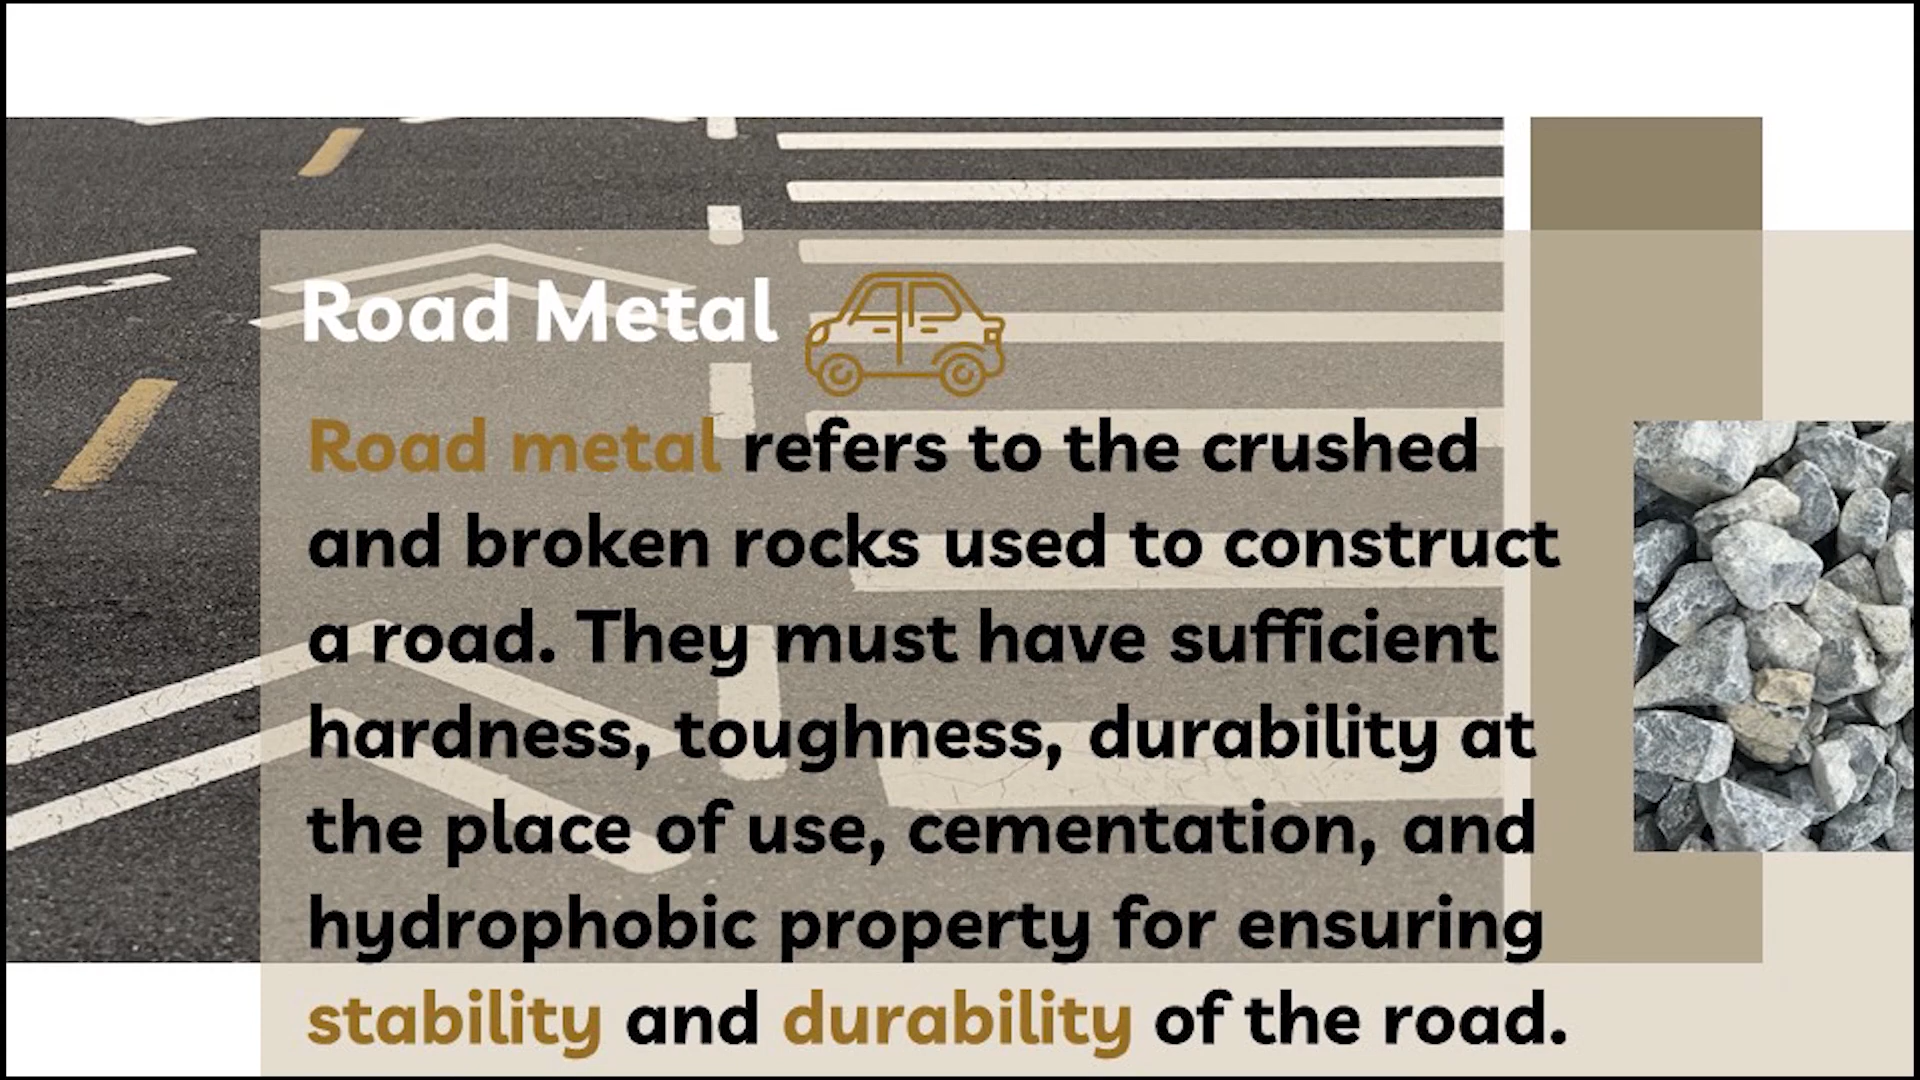 Road Metal
Road metal refers to the crushed
and broken rocks used to construct
a road. They must have sufficient
hardness, toughness, durability at
the place of use, cementation, and
hydrophobic property for ensuring
stability and durability of the road.